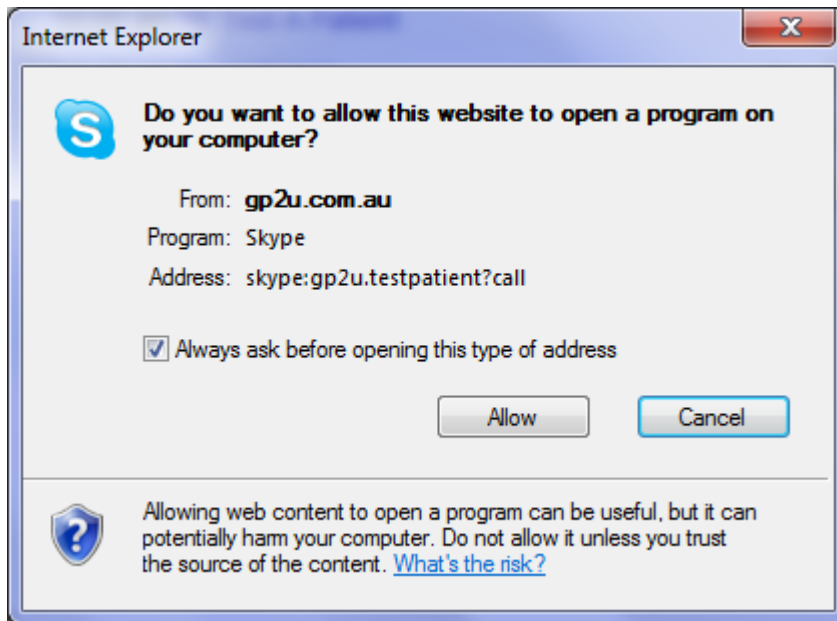 Internet Explorer
Do you want to allow this website to open a program on
your computer?
From: gp2u.com.au
Program: Skype
Address: skype:gp2u.testpatient?call
Always ask before opening this type of address
Allow Cancel
Allowing web content to open a program can be useful, but it can
potentially harm your computer. Do not allow it unless you trust
the source of the content. What's the risk?